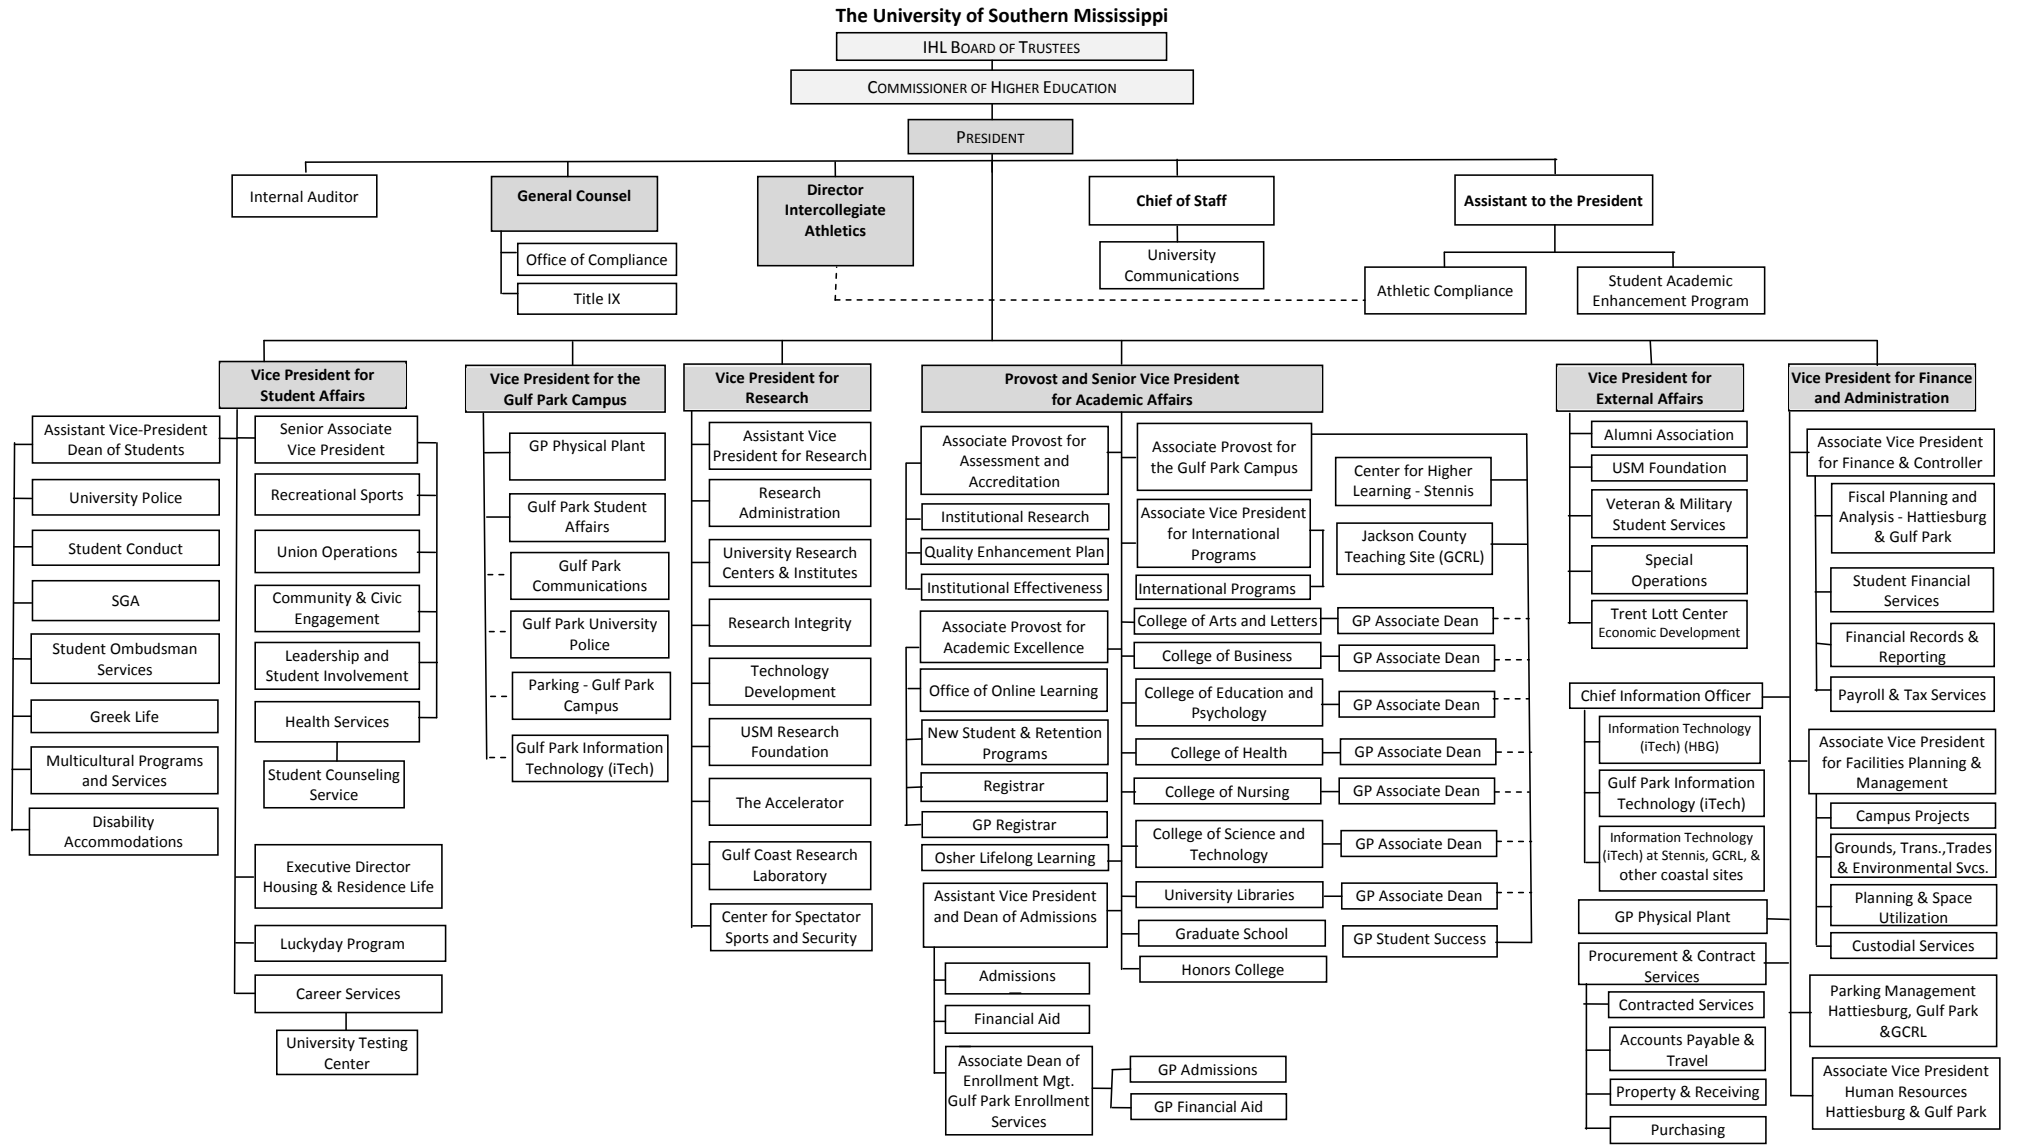 The University of Southern Mississippi
IHL BOARD OF TRUSTEES
COMMISSIONER OF HIGHER EDUCATION
PRESIDENT
Internal Auditor
General Counsel
Office of Compliance
Title IX
Director
Intercollegiate
Athletics
Chief of Staff
University
Communications
Assistant to the President
Athletic Compliance
Student Academic
Enhancement Program
Vice President for
Student Affairs
Assistant Vice-President
Dean of Students
University Police
Student Conduct
SGA
Student Ombudsman
Services
Greek Life
Multicultural Programs
and Services
Disability
Accommodations
Senior Associate
Vice President
Recreational Sports
Union Operations
Community & Civic
Engagement
Leadership and
Student Involvement
Health Services
Student Counseling
Service
Executive Director
Housing & Residence Life
Luckyday Program
Career Services
University Testing
Center
Vice President for the
Gulf Park Campus
GP Physical Plant
Gulf Park Student
Affairs
Gulf Park
Communications
Gulf Park University
Police
Parking - Gulf Park
Campus
Gulf Park Information
Technology (iTech)
Vice President for
Research
Assistant Vice
President for Research
Research
Administration
University Research
Centers & Institutes
Research Integrity
Technology
Development
USM Research
Foundation
The Accelerator
Gulf Coast Research
Laboratory
Center for Spectator
Sports and Security
Provost and Senior Vice President
for Academic Affairs
Associate Provost for
Assessment and
Accreditation
Institutional Research
Quality Enhancement Plan
Institutional Effectiveness
Associate Provost for
Academic Excellence
Office of Online Learning
New Student & Retention
Programs
Registrar
GP Registrar
Osher Lifelong Learning
Assistant Vice President
and Dean of Admissions
Admissions
Financial Aid
Associate Dean of
Enrollment Mgt.
Gulf Park Enrollment
Services
GP Admissions
GP Financial Aid
Associate Provost for
the Gulf Park Campus
Associate Vice President
for International
Programs
International Programs
College of Arts and Letters
College of Business
College of Education and
Psychology
College of Health
College of Nursing
College of Science and
Technology
University Libraries
Graduate School
Honors College
Center for Higher
Learning - Stennis
Jackson County
Teaching Site (GCRL)
GP Associate Dean
GP Associate Dean
GP Associate Dean
GP Associate Dean
GP Associate Dean
GP Associate Dean
GP Associate Dean
GP Student Success
Vice President for
External Affairs
Alumni Association
USM Foundation
Veteran & Military
Student Services
Special
Operations
Trent Lott Center
Economic Development
Vice President for Finance
and Administration
Chief Information Officer
Information Technology
(iTech) (HBG)
Gulf Park Information
Technology (iTech)
Information Technology
(iTech) at Stennis, GCRL, &
other coastal sites
GP Physical Plant
Procurement & Contract
Services
Contracted Services
Accounts Payable &
Travel
Property & Receiving
Purchasing
Associate Vice President
for Finance & Controller
Fiscal Planning and
Analysis - Hattiesburg
& Gulf Park
Student Financial
Services
Financial Records &
Reporting
Payroll & Tax Services
Associate Vice President
for Facilities Planning &
Management
Campus Projects
Grounds, Trans.,Trades
& Environmental Svcs.
Planning & Space
Utilization
Custodial Services
Parking Management
Hattiesburg, Gulf Park
&GCRL
Associate Vice President
Human Resources
Hattiesburg & Gulf Park